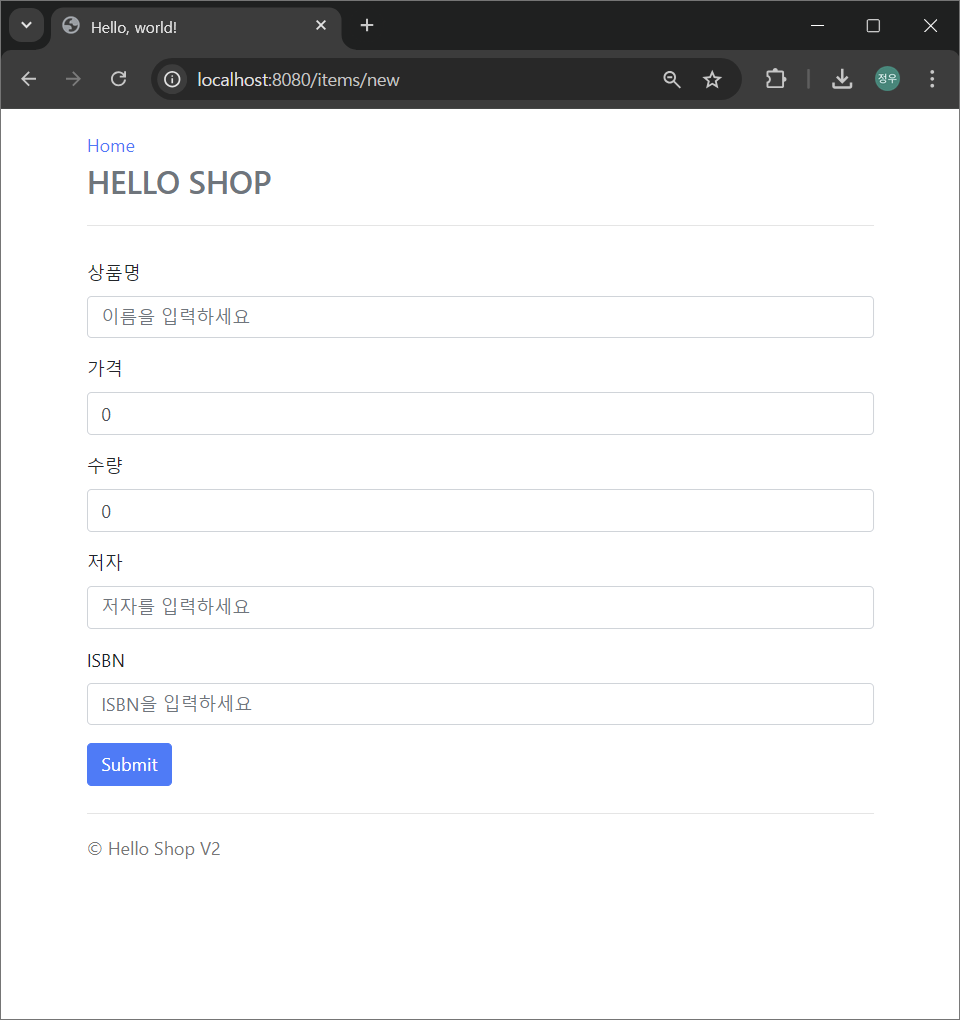 Hello, world!
localhost:8080/items/new
정우
Home
HELLO SHOP
상품명
이름을 입력하세요
가격
0
수량
0
저자
저자를 입력하세요
ISBN
ISBN을 입력하세요
Submit
© Hello Shop V2